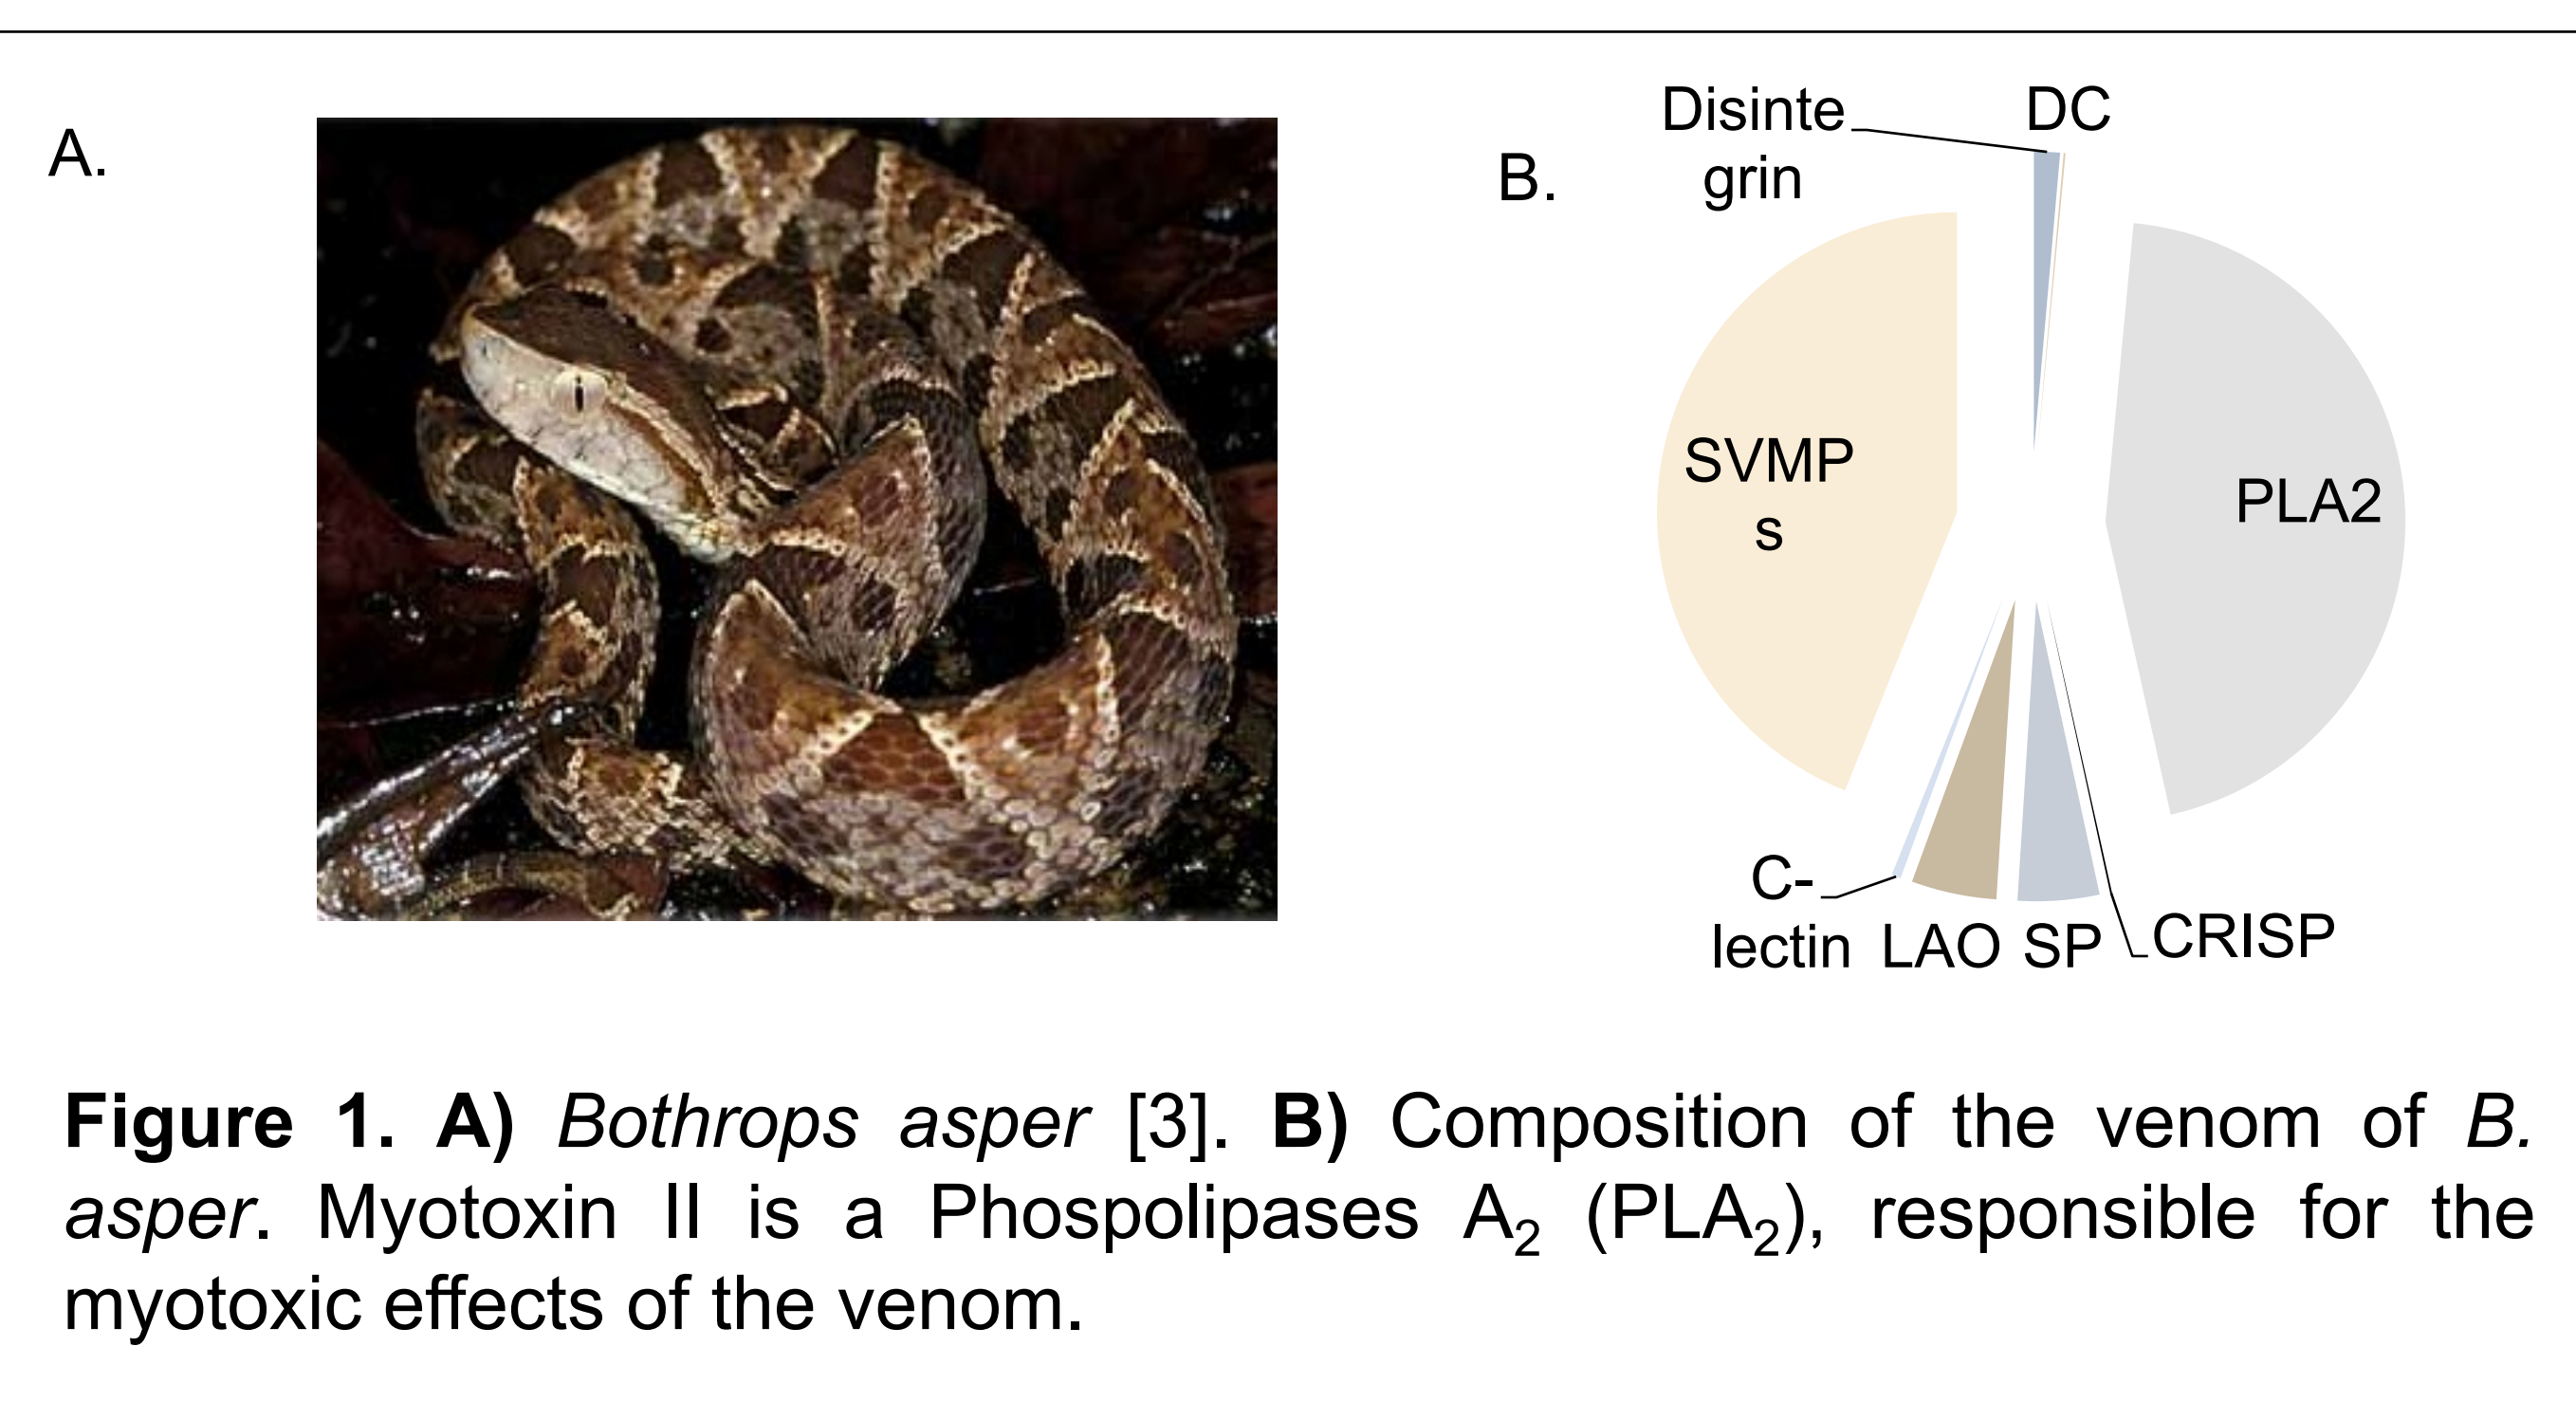 A.
B.
Disinte
grin
DC
SVMP
s
PLA2
C-
lectin
LAO
SP
CRISP
Figure 1. A) Bothrops asper [3]. B) Composition of the venom of B.
asper. Myotoxin II is a Phospolipases A2 (PLA2), responsible for the
myotoxic effects of the venom.